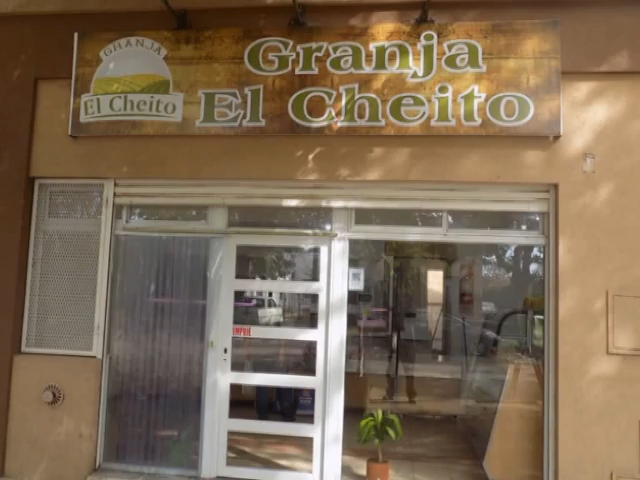 GRANJA
El Cheito
Granja
El Cheito
EMPUJE